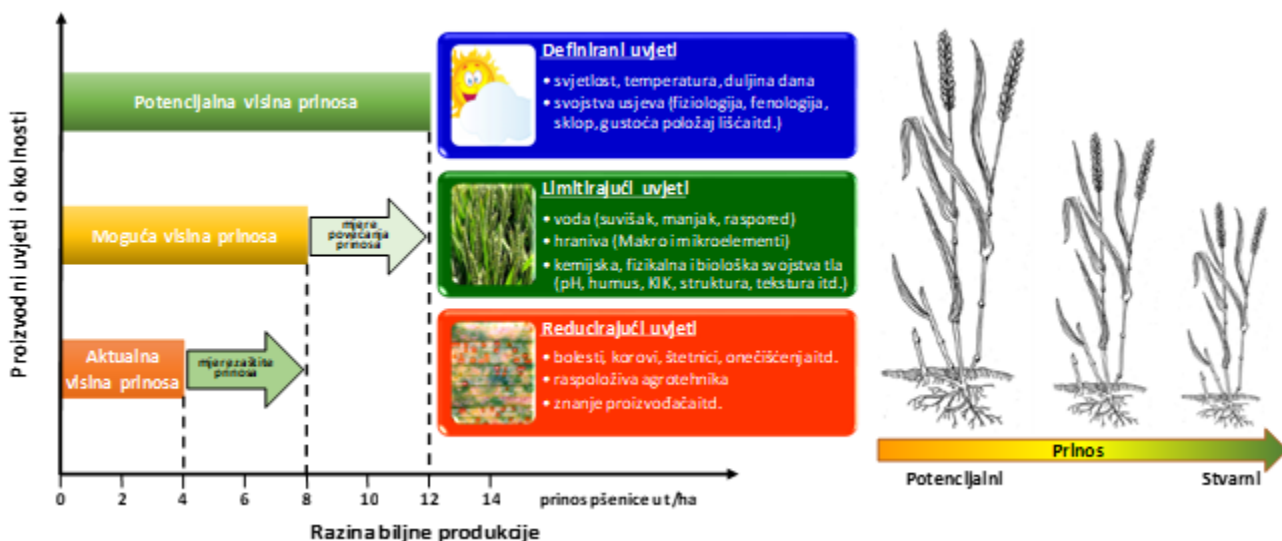 Proizvodni uvjeti i okolnosti
Potencijalna visina prinosa
Moguća visina prinosa
mjere
povećanja
prinosa
Aktualna
visina prinosa
mjere zaštite
prinosa
0 2 4 6 8 10 12 14 prinos pšenice u t/ha
Razina biljne produkcije
Definirani uvjeti
• svjetlost, temperatura, duljina dana
• svojstva usjeva (fiziologija, fenologija,
sklop, gustoća položaj lišća itd.)
Limitirajući uvjeti
• voda (suvišak, manjak, raspored)
• hraniva (Makro i mikroelementi)
• kemijska, fizikalna i biološka svojstva tla
(pH, humus, KIK, struktura, tekstura itd.)
Reducirajući uvjeti
• bolesti, korovi, štetnici, onečišćenja itd.
• raspoloživa agrotehnika
• znanje proizvođača itd.
Prinos
Potencijalni
Stvarni